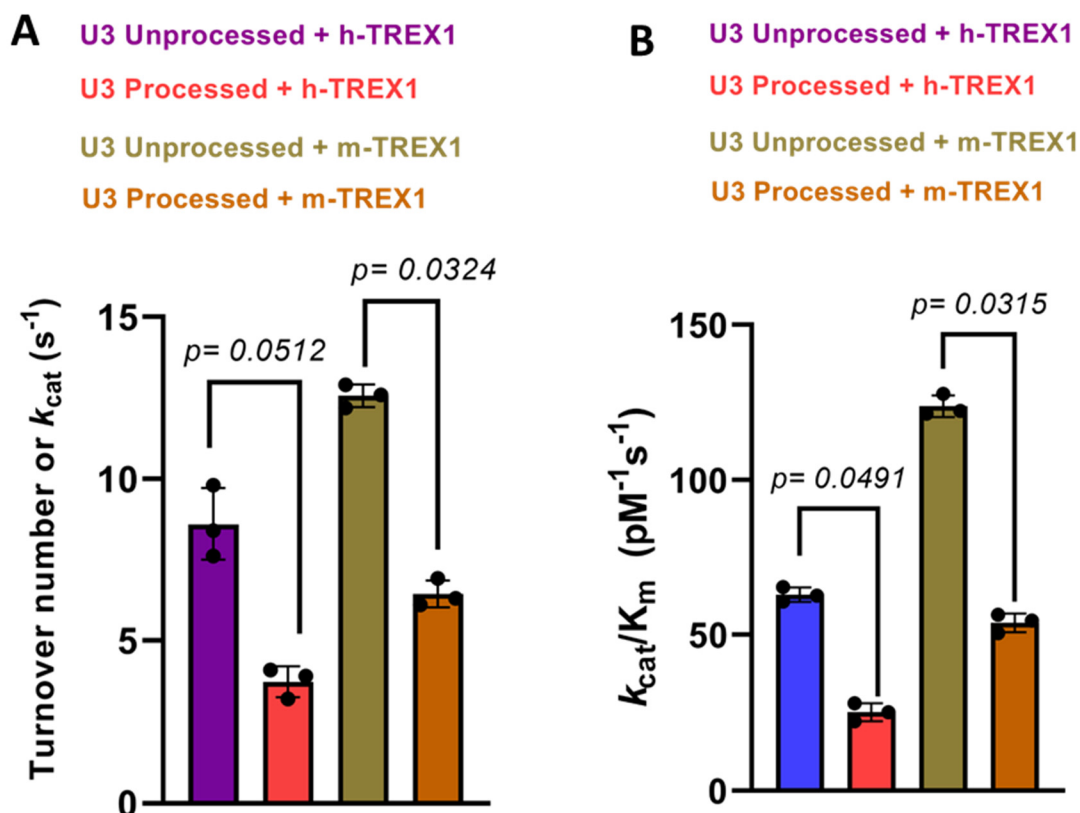 A
U3 Unprocessed + h-TREX1
U3 Processed + h-TREX1
U3 Unprocessed + m-TREX1
U3 Processed + m-TREX1
p= 0.0324
p= 0.0512
Turnover number or kcat (s-1)
15
10
5
0
B
U3 Unprocessed + h-TREX1
U3 Processed + h-TREX1
U3 Unprocessed + m-TREX1
U3 Processed + m-TREX1
p= 0.0315
p= 0.0491
kcat/Km (pM-1s-1)
150
100
50
0